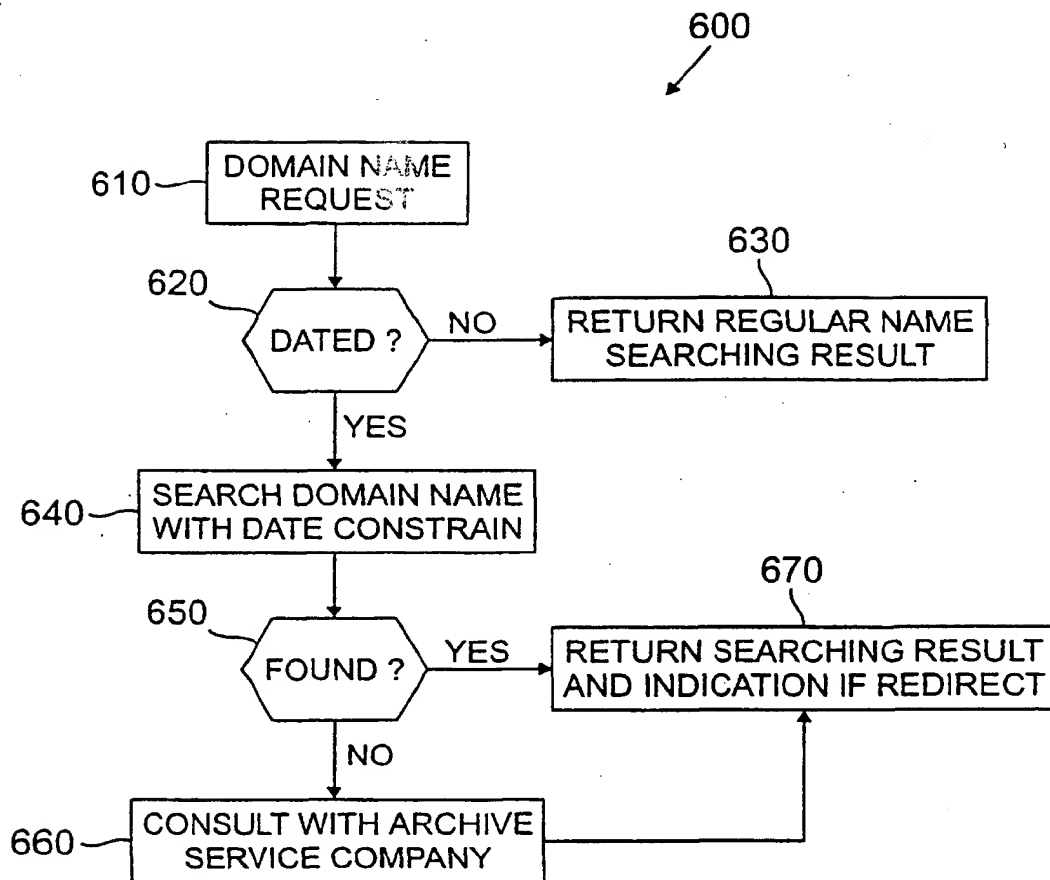 600
610
DOMAIN NAME
REQUEST
620
DATED ?
NO
630
RETURN REGULAR NAME
SEARCHING RESULT
YES
640
SEARCH DOMAIN NAME
WITH DATE CONSTRAIN
650
FOUND ?
YES
670
RETURN SEARCHING RESULT
AND INDICATION IF REDIRECT
NO
660
CONSULT WITH ARCHIVE
SERVICE COMPANY